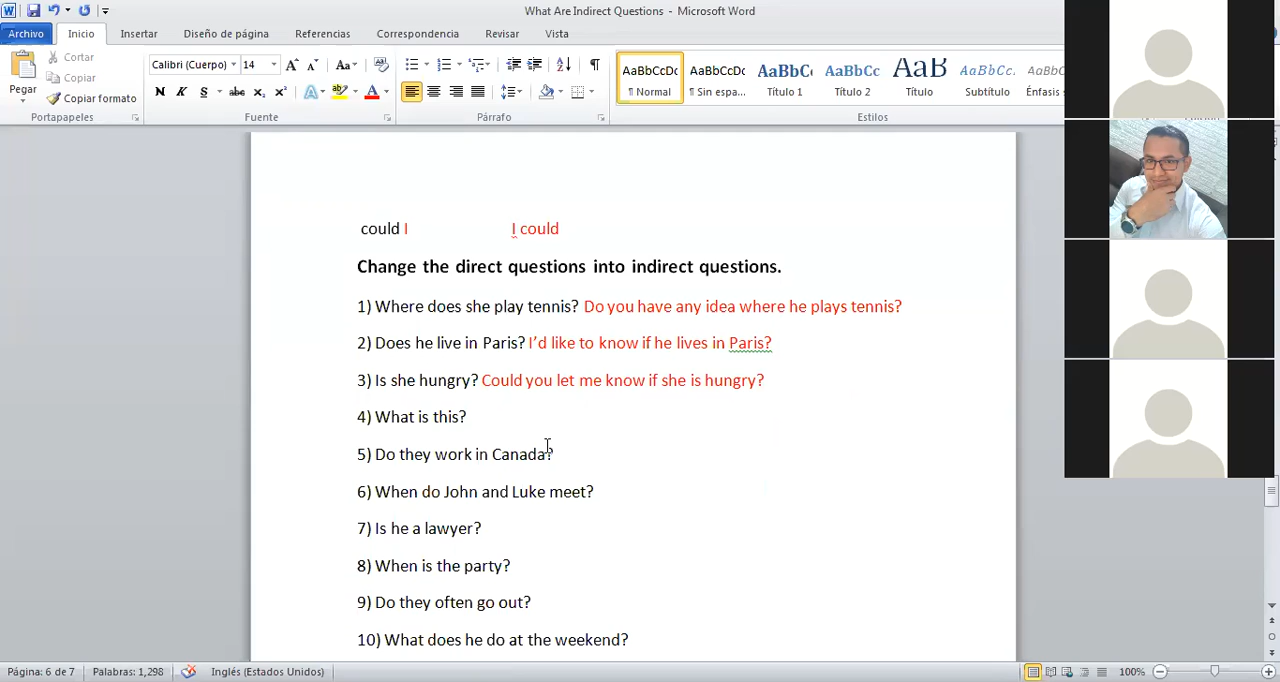 What Are Indirect Questions - Microsoft Word
Archivo Inicio Insertar Diseño de página Referencias Correspondencia Revisar Vista
Pegar
Cortar
Copiar
Copiar formato
Portapapeles
Calibri (Cuerpo) 14
N K S abc x₂ x² A ab A
Aa
Fuente
Párrafo
AaBbCcDc AaBbCcDc AaBbC AaBbCc AaB AaBbCc. AaBbC
¶ Normal ¶ Sin espa... Título 1 Título 2 Título Subtítulo Énfasis
Estilos
could I I could
Change the direct questions into indirect questions.
1) Where does she play tennis? Do you have any idea where he plays tennis?
2) Does he live in Paris? I’d like to know if he lives in Paris?
3) Is she hungry? Could you let me know if she is hungry?
4) What is this?
5) Do they work in Canada?
6) When do John and Luke meet?
7) Is he a lawyer?
8) When is the party?
9) Do they often go out?
10) What does he do at the weekend?
Página: 6 de 7 Palabras: 1,298 Inglés (Estados Unidos) 100%